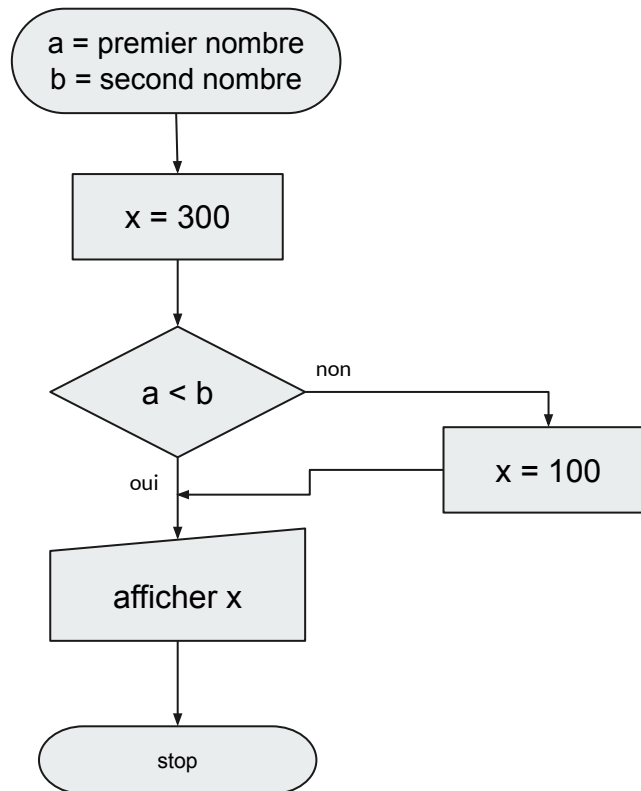 a = premier nombre
b = second nombre
x = 300
a < b
non
oui
x = 100
afficher x
stop